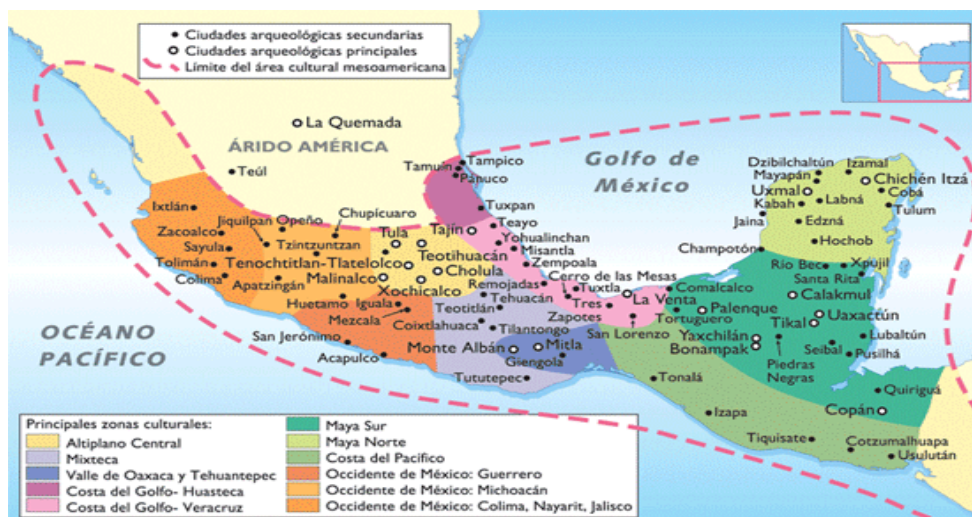 Ciudades arqueológicas secundarias
Ciudades arqueológicas principales
Límite del área cultural mesoamericana
La Quemada
ÁRIDO AMÉRICA
Teúl
Golfo de
México
OCÉANO
PACÍFICO
Tamuín
Tampico
Pánuco
Tuxpan
Teayo
Tajín
Yohualinchan
Misantla
Zempoala
Ixtlán
Jiquilpan
Opeño
Chupícuaro
Zacoalco
Sayula
Tzintzuntzan
Tula
Teotihuacán
Tolimán
Tenochtitlan-Tlatelolco
Cholula
Colima
Apatzingan
Malinalco
Xochicalco
Remojadas
Cerro de las Mesas
Tuxtla
La Venta
Comalcalco
Huetamo
Iguala
Mezcala
Tehuacán
Teotitlán
Coixtlahuaca
Tilantongo
Tres
Zapotes
San Lorenzo
Tortuguero
Palenque
San Jerónimo
Acapulco
Monte Albán
Mitla
Giengola
Tututepec
Yaxchilán
Bonampak
Tonalá
Izapa
Tiquisate
Dzibilchaltún
Izamal
Mayapán
Chichén Itzá
Uxmal
Cobá
Kabah
Labná
Tulum
Jaina
Edzná
Hochob
Champotón
Río Bec
Xpujil
Santa Rita
Calakmul
Uaxactún
Tikal
Lubaltún
Seibal
Pusilhá
Piedras
Negras
Quiriguá
Copán
Cotzumalhuapa
Usulután
Principales zonas culturales:
Altiplano Central
Mixteca
Valle de Oaxaca y Tehuantepec
Costa del Golfo- Huasteca
Costa del Golfo- Veracruz
Maya Sur
Maya Norte
Costa del Pacífico
Occidente de México: Guerrero
Occidente de México: Michoacán
Occidente de México: Colima, Nayarit, Jalisco